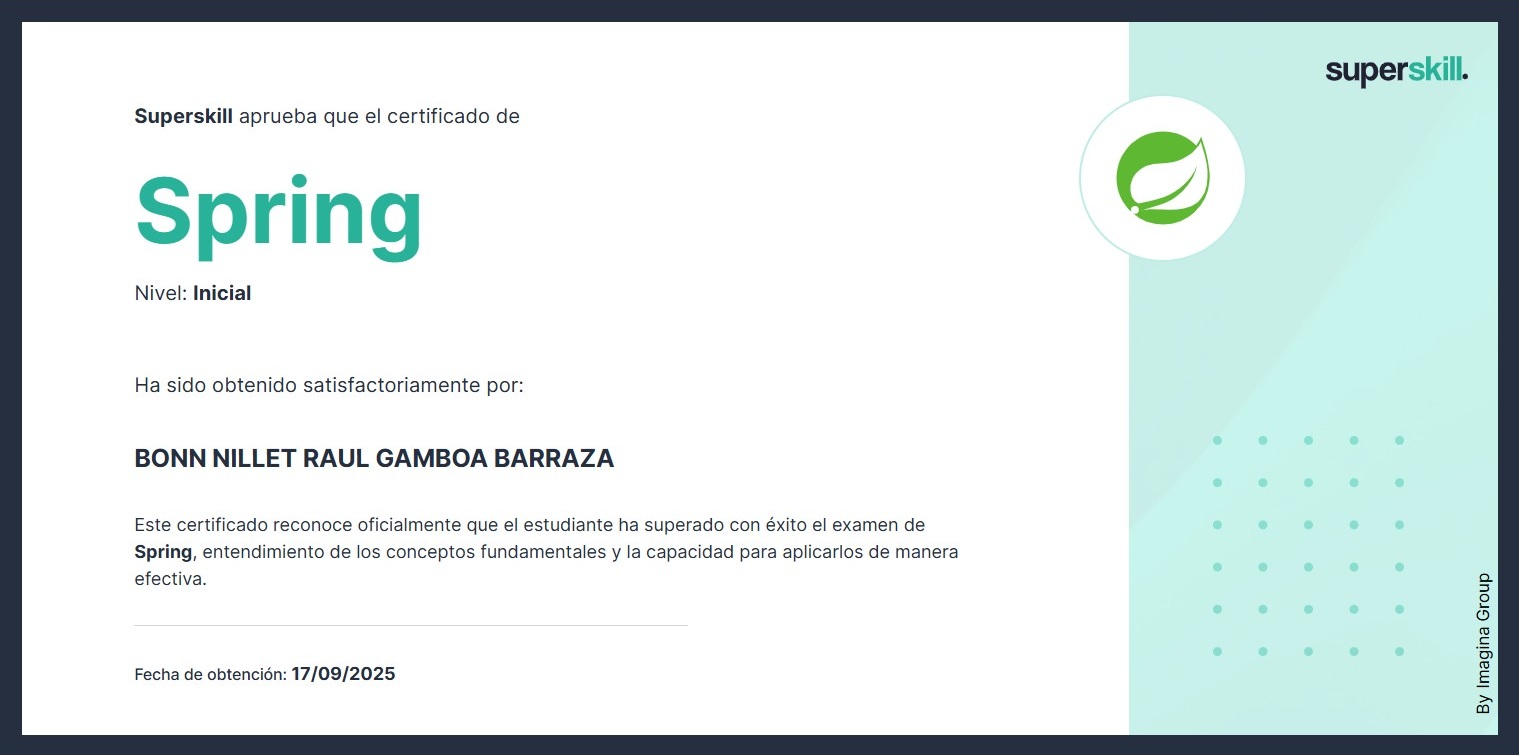 superskill.
Superskill aprueba que el certificado de
Spring
Nivel: Inicial
Ha sido obtenido satisfactoriamente por:
BONN NILLET RAUL GAMBOA BARRAZA
Este certificado reconoce oficialmente que el estudiante ha superado con éxito el examen de
Spring, entendimiento de los conceptos fundamentales y la capacidad para aplicarlos de manera
efectiva.
Fecha de obtención: 17/09/2025
By Imagina Group